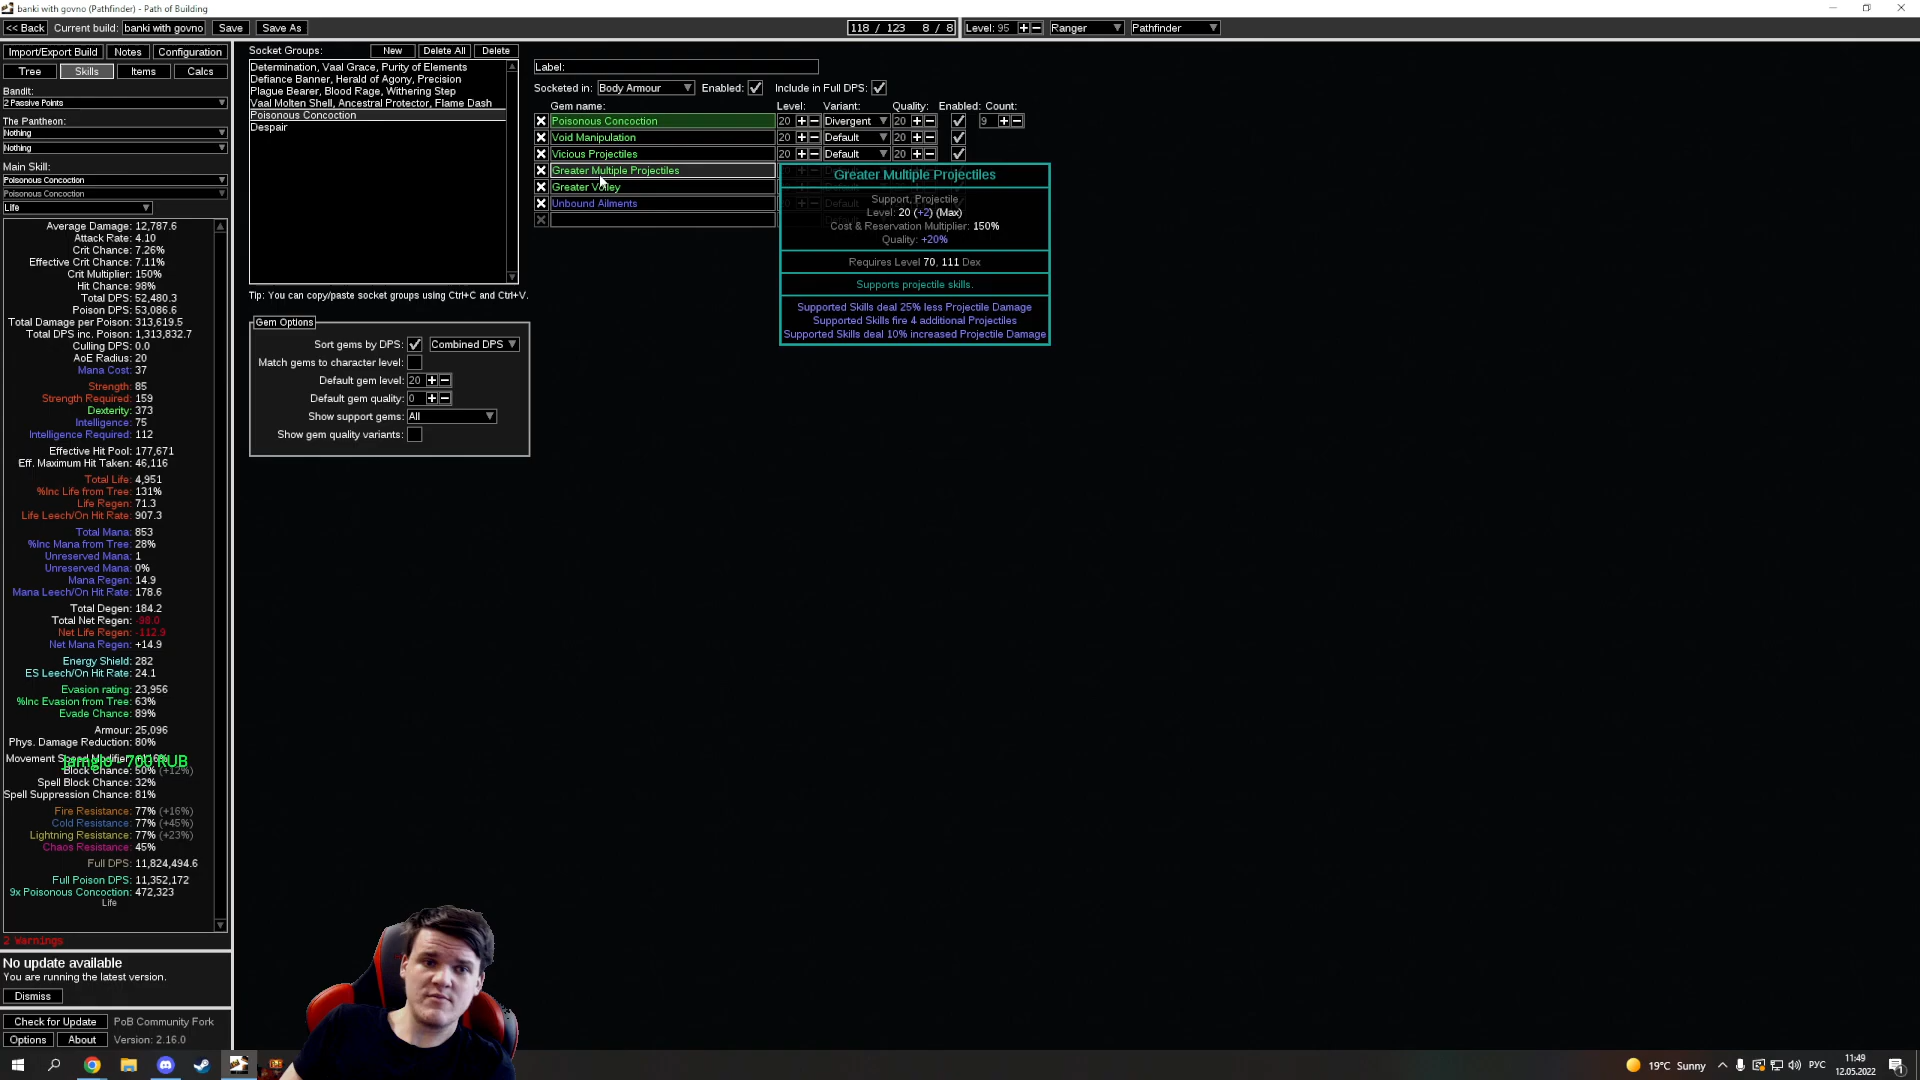 banki with govno (Pathfinder) - Path of Building
<< Back Current build: banki with govno Save Save As 118 / 123 8 / 8 Level: 95 Ranger Pathfinder
Import/Export Build Notes Configuration
Tree Skills Items Calcs
Bandit:
2 Passive Points
The Pantheon:
Nothing
Nothing
Main Skill:
Poisonous Concoction
Poisonous Concoction
Life
Average Damage: 12,787.6
Attack Rate: 4.10
Crit Chance: 7.26%
Effective Crit Chance: 7.11%
Crit Multiplier: 150%
Hit Chance: 98%
Total DPS: 52,480.3
Poison DPS: 53,086.6
Total Damage per Poison: 313,619.5
Total DPS inc. Poison: 1,313,832.7
Culling DPS: 0.0
AoE Radius: 20
Mana Cost: 37
Strength: 85
Strength Required: 159
Dexterity: 373
Intelligence: 75
Intelligence Required: 112
Effective Hit Pool: 177,671
Eff. Maximum Hit Taken: 46,116
Total Life: 4,951
%Inc Life from Tree: 131%
Life Regen: 71.3
Life Leech/On Hit Rate: 907.3
Total Mana: 853
%Inc Mana from Tree: 28%
Unreserved Mana: 1
Unreserved Mana: 0%
Mana Regen: 14.9
Mana Leech/On Hit Rate: 178.6
Total Degen: 184.2
Total Net Regen: -98.0
Net Life Regen: -112.9
Net Mana Regen: +14.9
Energy Shield: 282
ES Leech/On Hit Rate: 24.1
Evasion rating: 23,956
%Inc Evasion from Tree: 63%
Evade Chance: 89%
Armour: 25,096
Phys. Damage Reduction: 80%
Movement Speed Modifier:
- 700 RUB
Block Chance: 50% (+12%)
Spell Block Chance: 32%
Spell Suppression Chance: 81%
Fire Resistance: 77% (+16%)
Cold Resistance: 77% (+45%)
Lightning Resistance: 77% (+23%)
Chaos Resistance: 45%
Full DPS: 11,824,494.6
Full Poison DPS: 11,352,172
9x Poisonous Concoction: 472,323
Life
2 Warnings
No update available
You are running the latest version.
Dismiss
Check for Update PoB Community Fork
Options About Version: 2.16.0
Socket Groups: New Delete All Delete
Determination, Vaal Grace, Purity of Elements
Defiance Banner, Herald of Agony, Precision
Plague Bearer, Blood Rage, Withering Step
Vaal Molten Shell, Ancestral Protector, Flame Dash
Poisonous Concoction
Despair
Tip: You can copy/paste socket groups using Ctrl+C and Ctrl+V.
Gem Options
Sort gems by DPS: Combined DPS
Match gems to character level:
Default gem level: 20
Default gem quality: 0
Show support gems: All
Show gem quality variants:
Label:
Socketed in: Body Armour Enabled: Include in Full DPS:
Gem name: Level: Variant: Quality: Enabled: Count:
Poisonous Concoction 20 Divergent 20 9
Void Manipulation 20 Default 20
Vicious Projectiles 20 Default 20
Greater Multiple Projectiles
Greater Volley
Unbound Ailments
Greater Multiple Projectiles
Support, Projectile
Level: 20 (+2) (Max)
Cost & Reservation Multiplier: 150%
Quality: +20%
Requires Level 70, 111 Dex
Supports projectile skills.
Supported Skills deal 25% less Projectile Damage
Supported Skills fire 4 additional Projectiles
Supported Skills deal 10% increased Projectile Damage
19°C Sunny РУС
11:49
12.05.2022